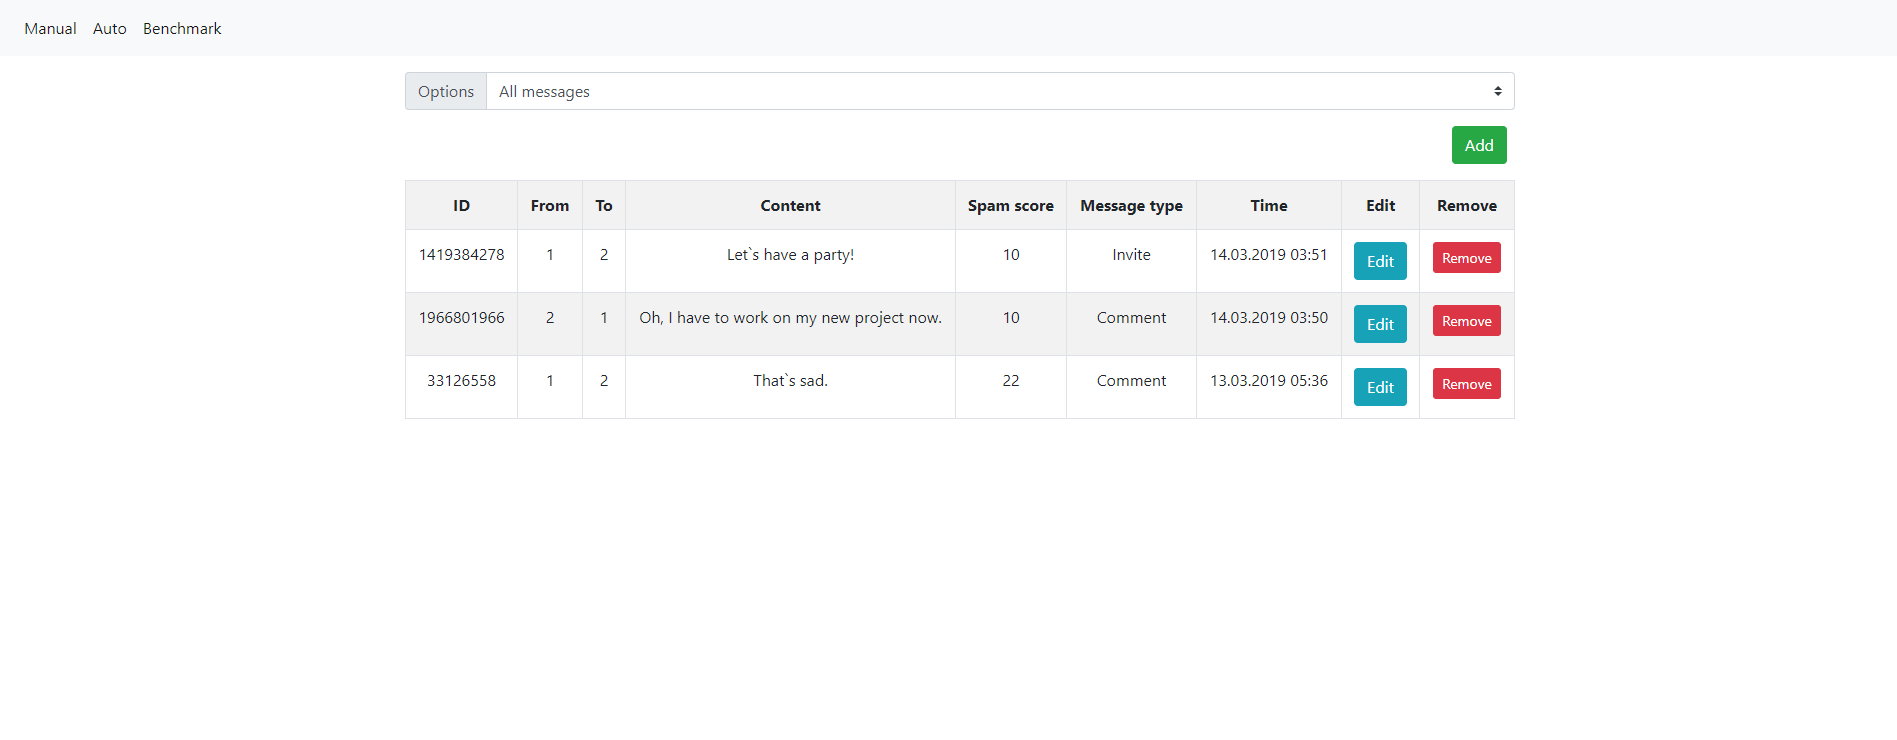 Manual Auto Benchmark
Options All messages
Add
ID From To Content Spam score Message type Time Edit Remove
1419384278 1 2 Let`s have a party! 10 Invite 14.03.2019 03:51 Edit Remove
1966801966 2 1 Oh, I have to work on my new project now. 10 Comment 14.03.2019 03:50 Edit Remove
33126558 1 2 That`s sad. 22 Comment 13.03.2019 05:36 Edit Remove